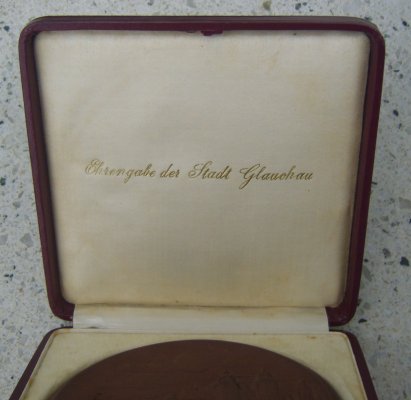 Ehrengabe der Stadt Glauchau